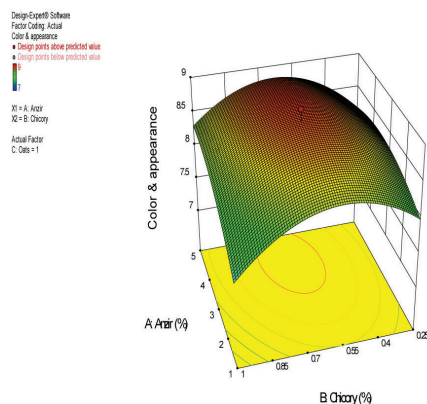 Design-Expert® Software
Factor Coding: Actual
Color & appearance
Design points above predicted value
Design points below predicted value
9
7
X1 = A: Anzir
X2 = B: Chicory
Actual Factor
C: Oats = 1
Color & appearance
9
8.5
8
7.5
7
5
4
3
2
1
A: Anzir (%)
1
0.85
0.7
0.55
0.4
0.25
B: Chicory (%)